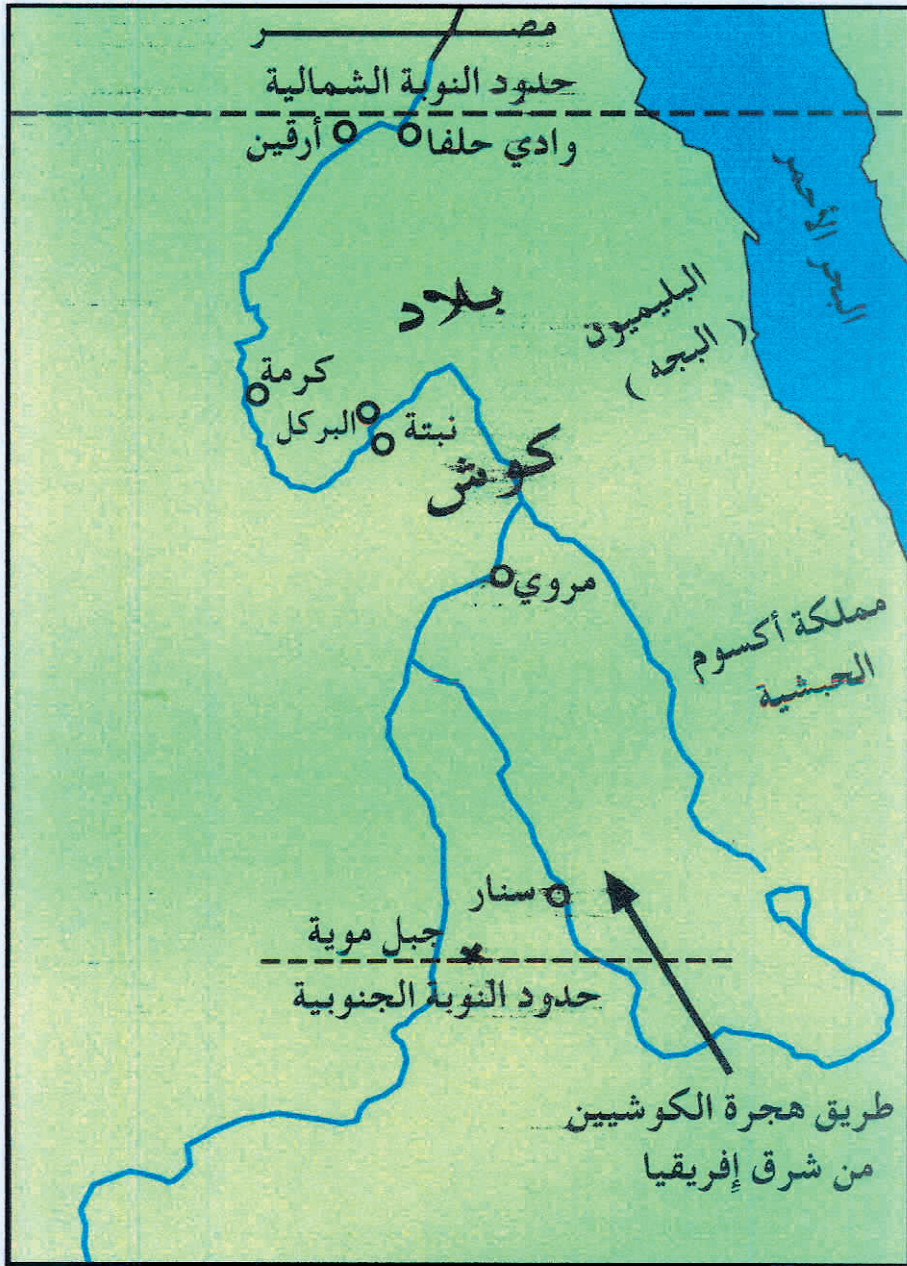 مصر
حدود النوبة الشمالية
وادي حلفا
أرقين
البحر الأحمر
بلاد
البليميون
( البجه )
كرمة
البركل
نبتة
كوش
مروي
مملكة أكسوم
الحبشية
سنار
جبل موية
حدود النوبة الجنوبية
طريق هجرة الكوشيين
من شرق إفريقيا